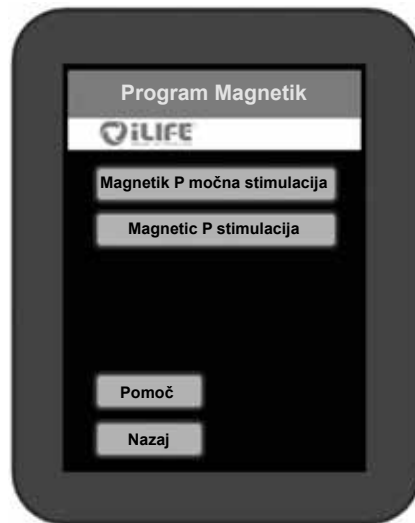 Program Magnetik
iLIFE
Magnetik P močna stimulacija
Magnetic P stimulacija
Pomoč
Nazaj